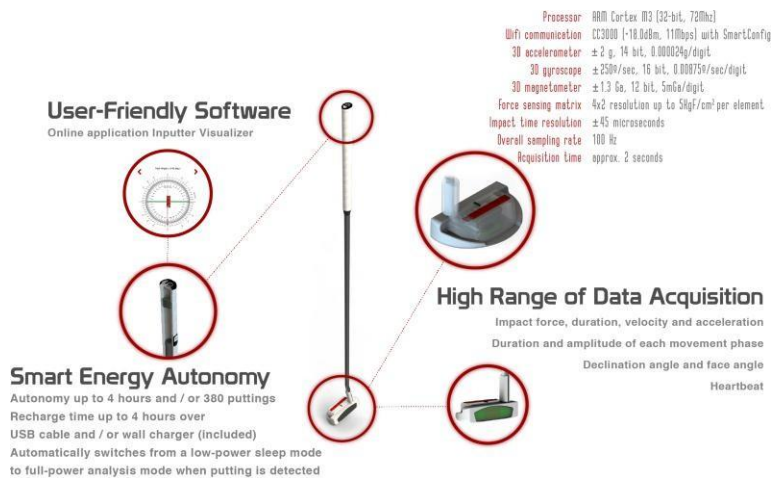 Processor ARM Cortex M3 (32-bit, 72Mhz)
Wifi communication CC3000 (-18.0dBm, 11Mbps) with SmartConfig
3D accelerometer ±2 g, 14 bit, 0.000024g/digit
3D gyroscope ±250º/sec, 16 bit, 0.00875º/sec/digit
3D magnetometer ±1.3 Ga, 12 bit, 5mGa/digit
Force sensing matrix 4x2 resolution up to 5KgF/cm² per element
Impact time resolution ±45 microseconds
Overall sampling rate 100 Hz
Acquisition time approx. 2 seconds
User-Friendly Software
Online application Inputter Visualizer
High Range of Data Acquisition
Impact force, duration, velocity and acceleration
Duration and amplitude of each movement phase
Declination angle and face angle
Heartbeat
Smart Energy Autonomy
Autonomy up to 4 hours and / or 380 puttings
Recharge time up to 4 hours over
USB cable and / or wall charger (included)
Automatically switches from a low-power sleep mode
to full-power analysis mode when putting is detected